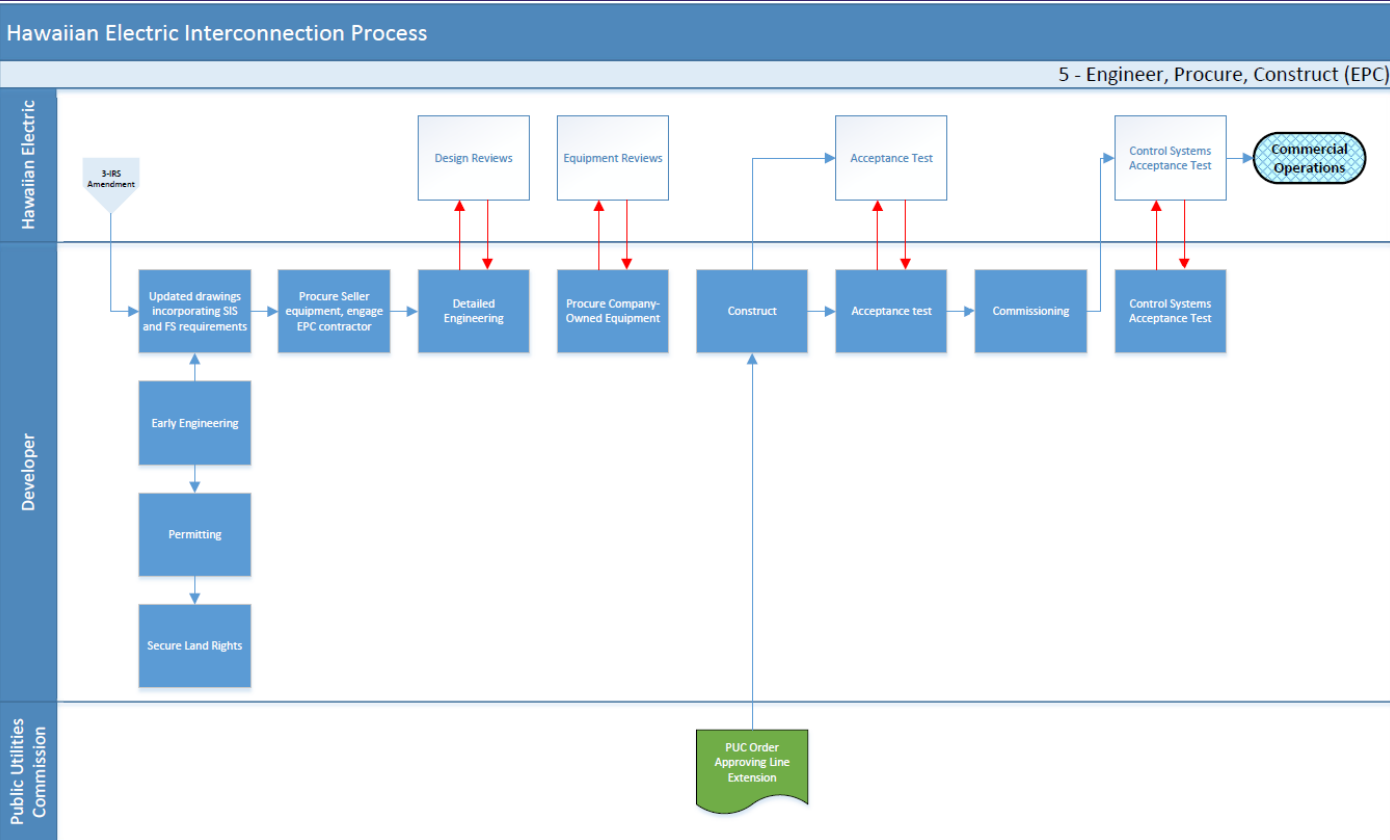 Hawaiian Electric Interconnection Process
5 - Engineer, Procure, Construct (EPC)
Hawaiian Electric
3-IRS
Amendment
Design Reviews
Equipment Reviews
Acceptance Test
Control Systems
Acceptance Test
Commercial
Operations
Developer
Updated drawings
incorporating SIS
and FS requirements
Procure Seller
equipment, engage
EPC contractor
Detailed
Engineering
Procure Company-
Owned Equipment
Construct
Acceptance test
Commissioning
Control Systems
Acceptance Test
Early Engineering
Permitting
Secure Land Rights
Public Utilities
Commission
PUC Order
Approving Line
Extension